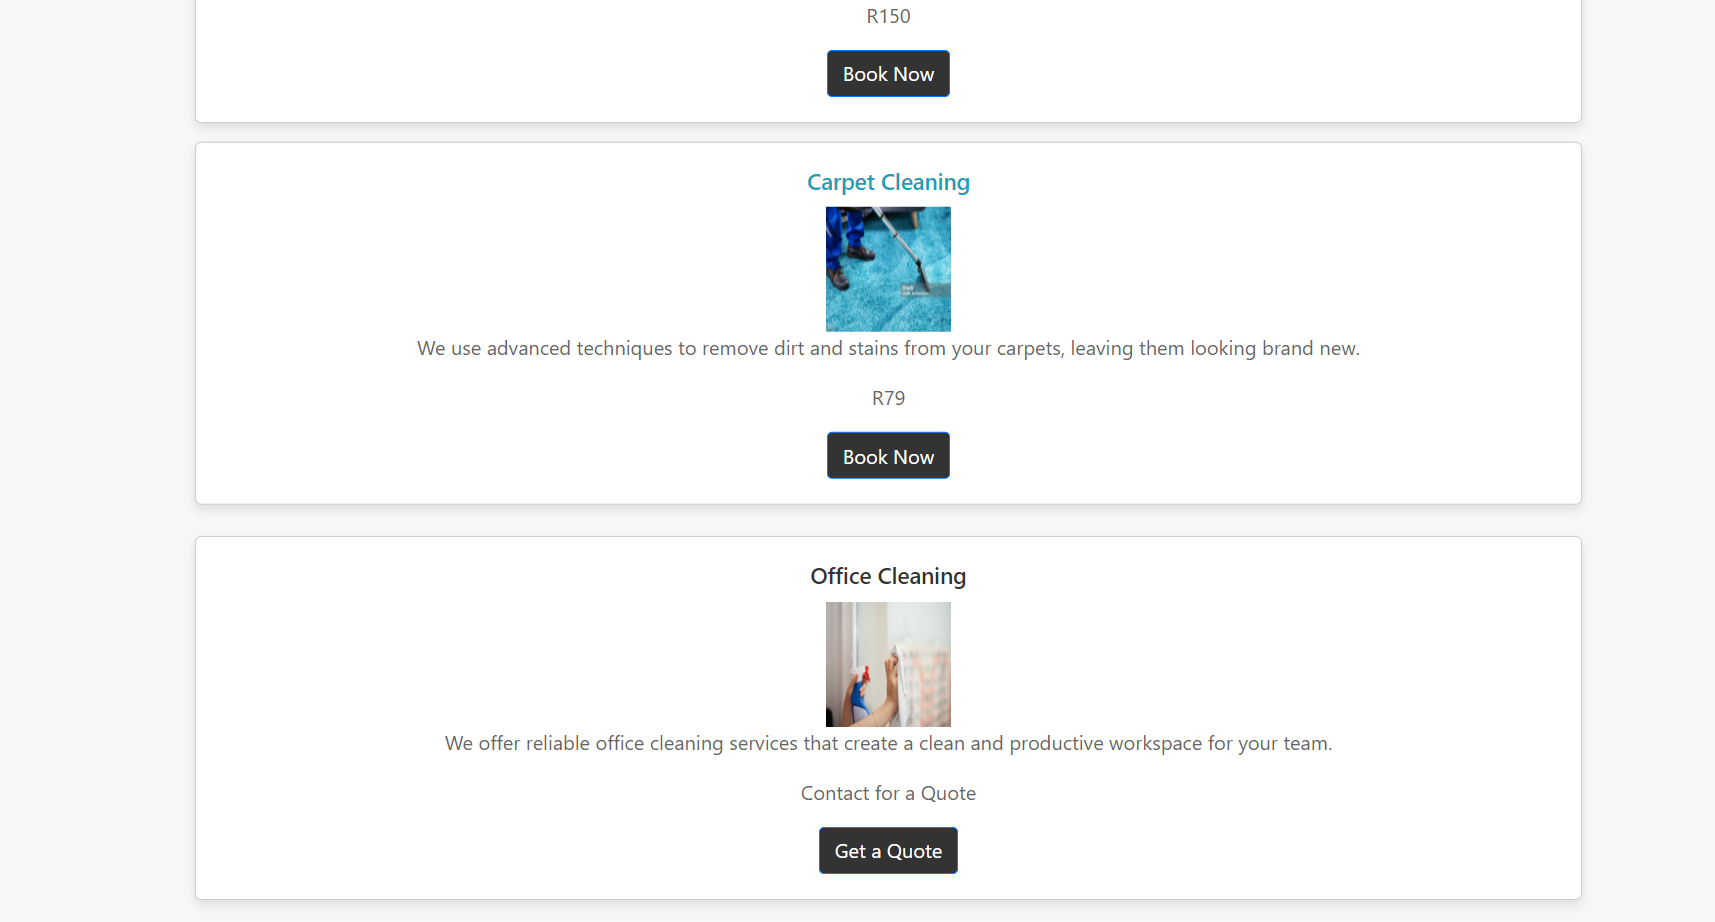 R150
Book Now
Carpet Cleaning
We use advanced techniques to remove dirt and stains from your carpets, leaving them looking brand new.
R79
Book Now
Office Cleaning
We offer reliable office cleaning services that create a clean and productive workspace for your team.
Contact for a Quote
Get a Quote